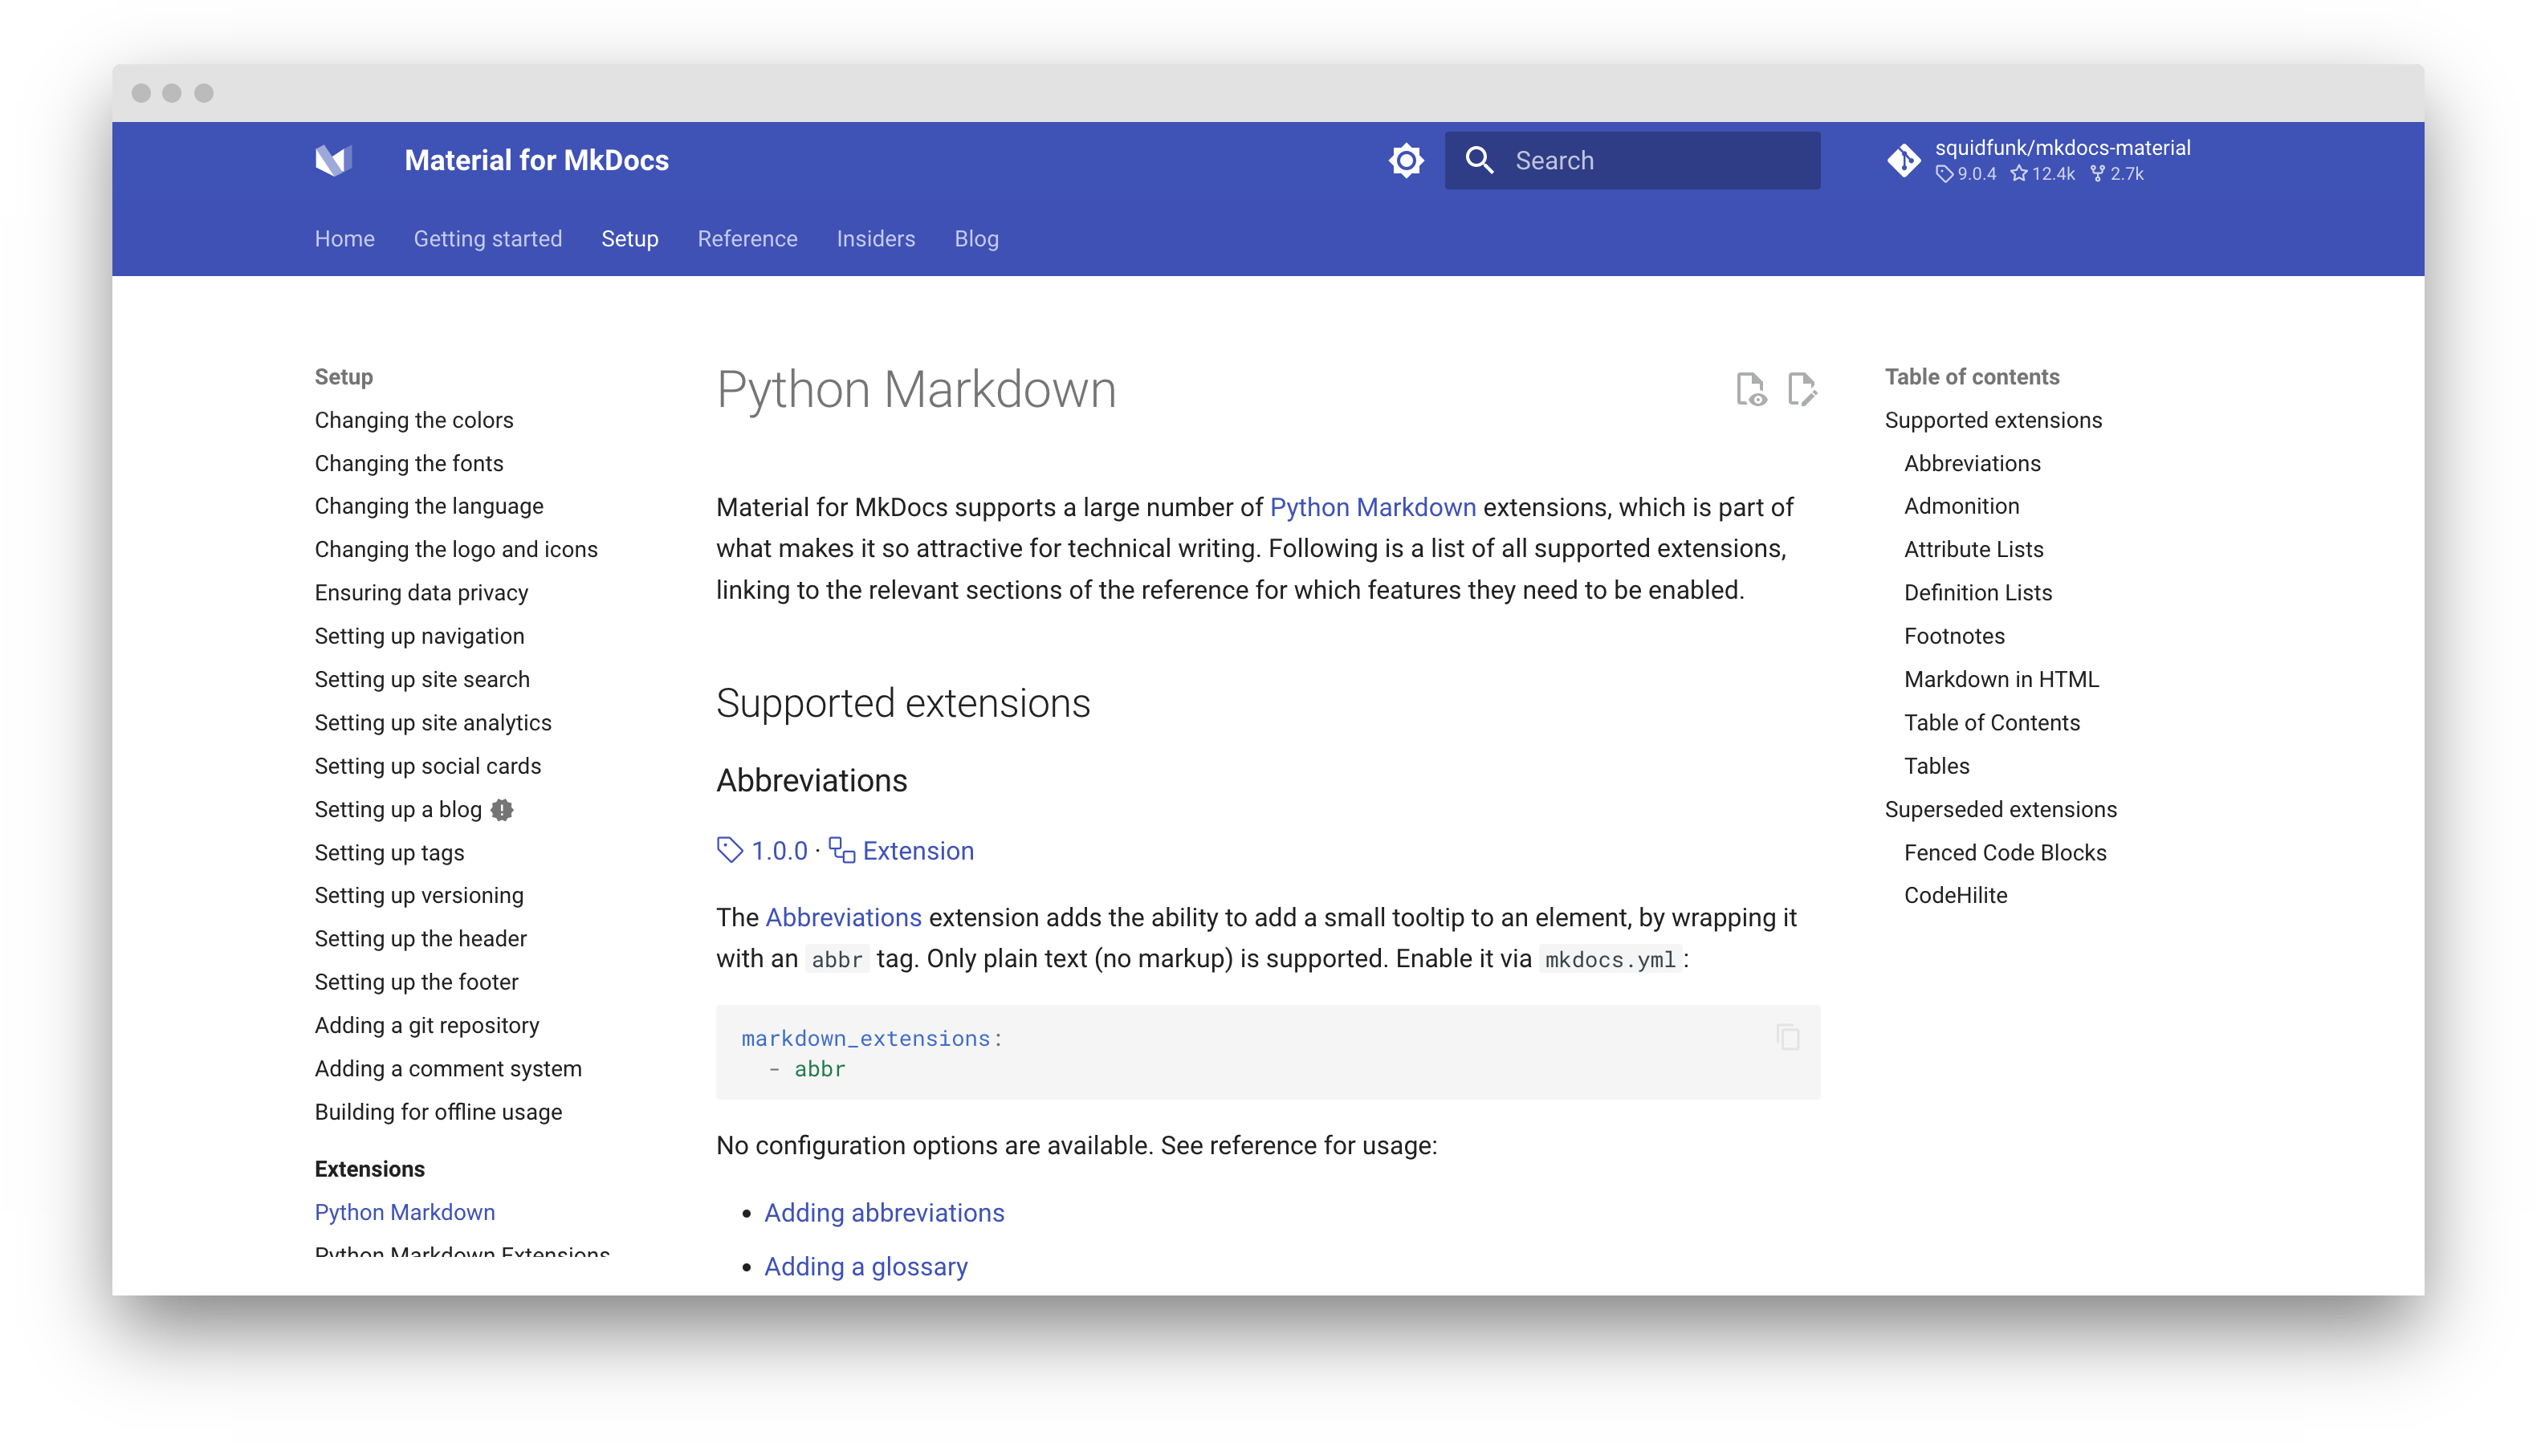 Material for MkDocs
Search
squidfunk/mkdocs-material
9.0.4 12.4k 2.7k
Home Getting started Setup Reference Insiders Blog
Setup
Changing the colors
Changing the fonts
Changing the language
Changing the logo and icons
Ensuring data privacy
Setting up navigation
Setting up site search
Setting up site analytics
Setting up social cards
Setting up a blog
Setting up tags
Setting up versioning
Setting up the header
Setting up the footer
Adding a git repository
Adding a comment system
Building for offline usage
Extensions
Python Markdown
Python Markdown Extensions
Python Markdown
Material for MkDocs supports a large number of Python Markdown extensions, which is part of
what makes it so attractive for technical writing. Following is a list of all supported extensions,
linking to the relevant sections of the reference for which features they need to be enabled.
Supported extensions
Abbreviations
1.0.0 · Extension
The Abbreviations extension adds the ability to add a small tooltip to an element, by wrapping it
with an abbr tag. Only plain text (no markup) is supported. Enable it via mkdocs.yml:
markdown_extensions:
  - abbr
No configuration options are available. See reference for usage:
• Adding abbreviations
• Adding a glossary
Table of contents
Supported extensions
Abbreviations
Admonition
Attribute Lists
Definition Lists
Footnotes
Markdown in HTML
Table of Contents
Tables
Superseded extensions
Fenced Code Blocks
CodeHilite